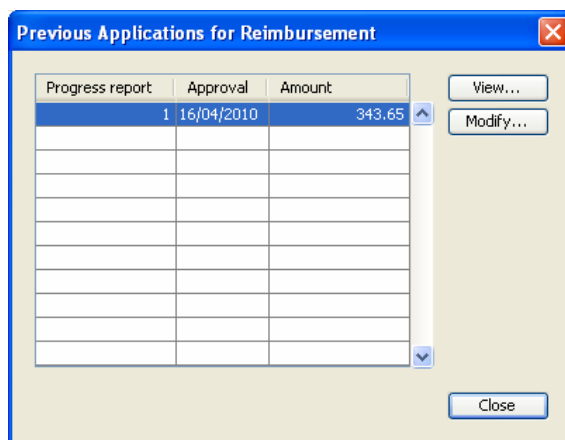 Previous Applications for Reimbursement
Progress report Approval Amount
1 16/04/2010 343.65
View...
Modify...
Close